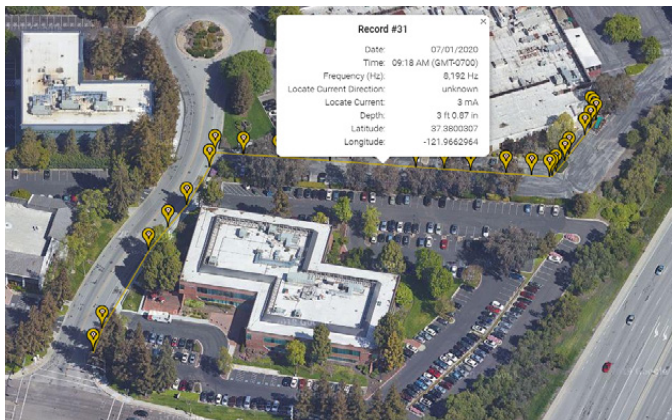 Record #31
Date: 07/01/2020
Time: 09:18 AM (GMT-0700)
Frequency (Hz): 8,192 Hz
Locate Current Direction: unknown
Locate Current: 3 mA
Depth: 3 ft 0.87 in
Latitude: 37.3800307
Longitude: -121.9662964